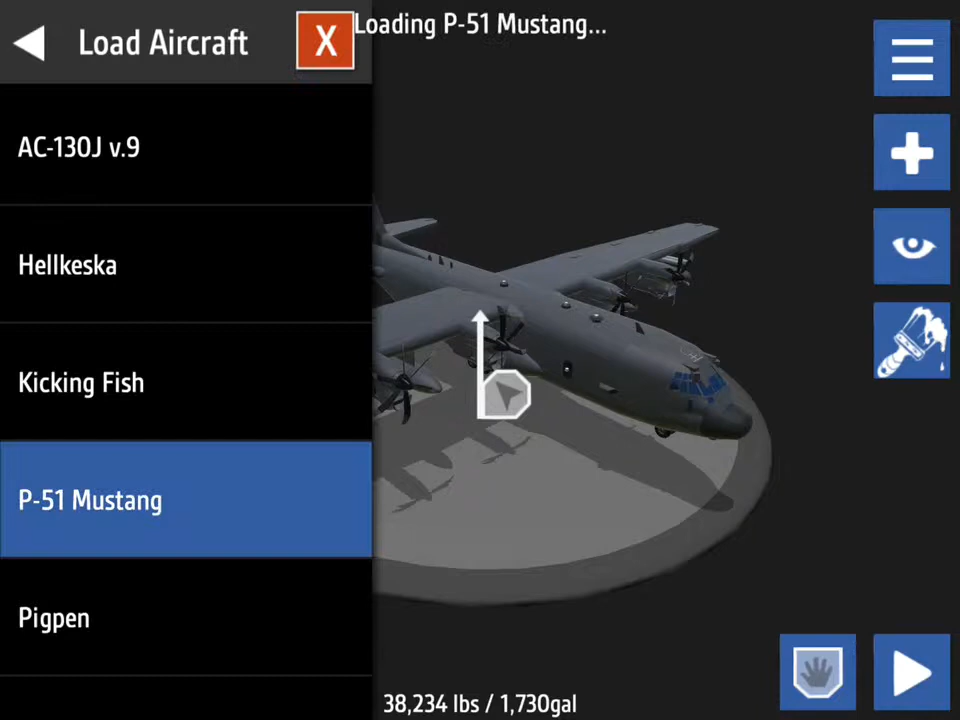 Load Aircraft
X
Loading P-51 Mustang...
AC-130J v.9
Hellkeska
Kicking Fish
P-51 Mustang
Pigpen
38,234 lbs / 1,730gal